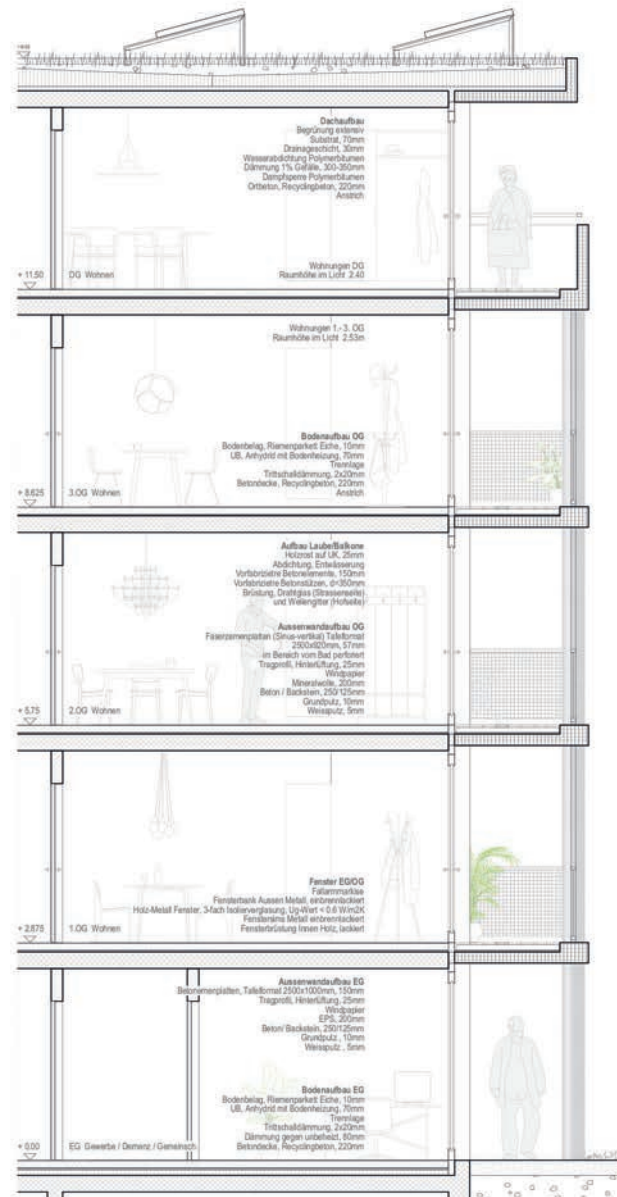 Dachaufbau
Begrünung extensiv
Substrat, 70mm
Drainageschicht, 30mm
Wasserabdichtung Polymerbitumen
Dämmung 1% Gefälle, 300-350mm
Dampfsperre Polymerbitumen
Ortbeton, Recyclingbeton, 220mm
Anstrich
Wohnungen DG
Raumhöhe im Licht 2.40
+ 11.50 DG Wohnen
Wohnungen 1.- 3. OG
Raumhöhe im Licht 2.53m
Bodenaufbau OG
Bodenbelag, Riemenparkett Eiche, 10mm
UB, Anhydrid mit Bodenheizung, 70mm
Trennlage
Trittschalldämmung, 2x20mm
Betondecke, Recyclingbeton, 220mm
Anstrich
+ 8.625 3.OG Wohnen
Aufbau Laube/Balkone
Holzrost auf UK, 25mm
Abdichtung, Entwässerung
Vorfabrizierte Betonelemente, 150mm
Vorfabrizierte Betonstützen, d=350mm
Brüstung, Drahtglas (Strassenseite)
und Wellengitter (Hofseite)
Aussenwandaufbau OG
Faserzementplatten (Sinus-vertikal) Tafelformat
2500x920mm, 57mm
im Bereich vom Bad perforiert
Tragprofil, Hinterlüftung, 25mm
Windpapier
Mineralwolle, 200mm
Beton / Backstein, 250/125mm
Grundputz, 10mm
Weissputz, 5mm
+ 5.75 2.OG Wohnen
Fenster EG/OG
Fallarmmarkise
Fensterbank Aussen Metall, einbrennlackiert
Holz-Metall Fenster, 3-fach Isolierverglasung, Ug-Wert < 0.6 W/m2K
Fenstersims Metall einbrennlackiert
Fensterbrüstung Innen Holz, lackiert
+ 2.875 1.OG Wohnen
Aussenwandaufbau EG
Betonemenplatten, Tafelformat 2500x1000mm, 150mm
Tragprofil, Hinterlüftung, 25mm
Windpapier
EPS, 200mm
Beton/ Backstein, 250/125mm
Grundputz , 10mm
Weissputz , 5mm
Bodenaufbau EG
Bodenbelag, Riemenparkett Eiche, 10mm
UB, Anhydrid mit Bodenheizung, 70mm
Trennlage
Trittschalldämmung, 2x20mm
Dämmung gegen unbeheizt, 80mm
Betondecke, Recyclingbeton, 220mm
+ 0.00 EG Gewerbe / Demenz / Gemeinsch.